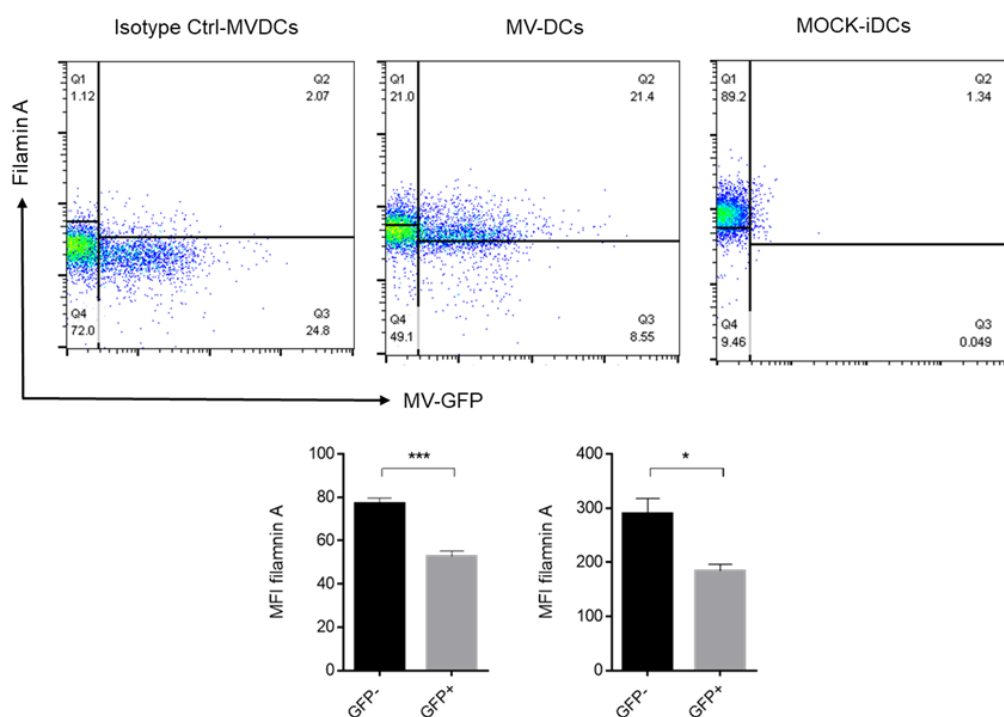 Isotype Ctrl-MVDCs
MV-DCs
MOCK-iDCs
Filamin A
Q1
1.12
Q2
2.07
Q4
72.0
Q3
24.8
Q1
21.0
Q2
21.4
Q4
49.1
Q3
8.55
Q1
89.2
Q2
1.34
Q4
9.46
Q3
0.049
MV-GFP
MFI filamnin A
100
80
60
40
20
0
***
GFP-
GFP+
MFI filamnin A
400
300
200
100
0
*
GFP-
GFP+